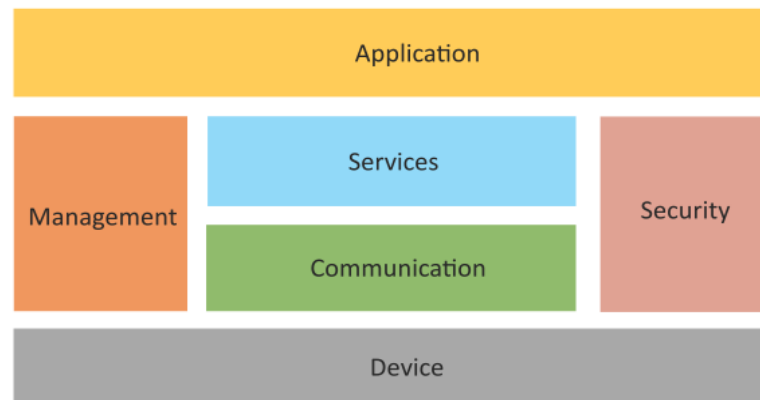 Application
Services
Management
Security
Communication
Device